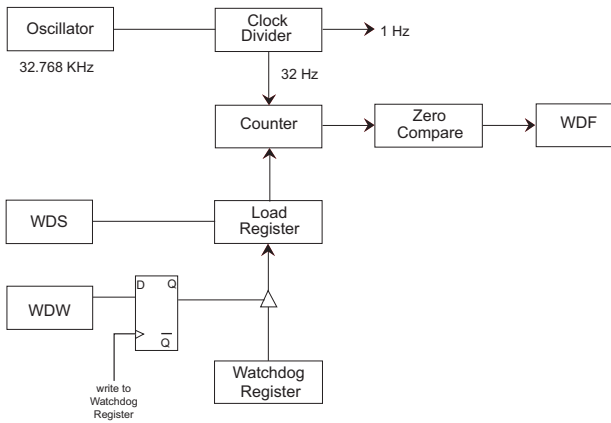 Oscillator
Clock
Divider
1 Hz
32.768 KHz
32 Hz
Counter
Zero
Compare
WDF
WDS
Load
Register
WDW
D
Q
Q
write to
Watchdog
Register
Watchdog
Register